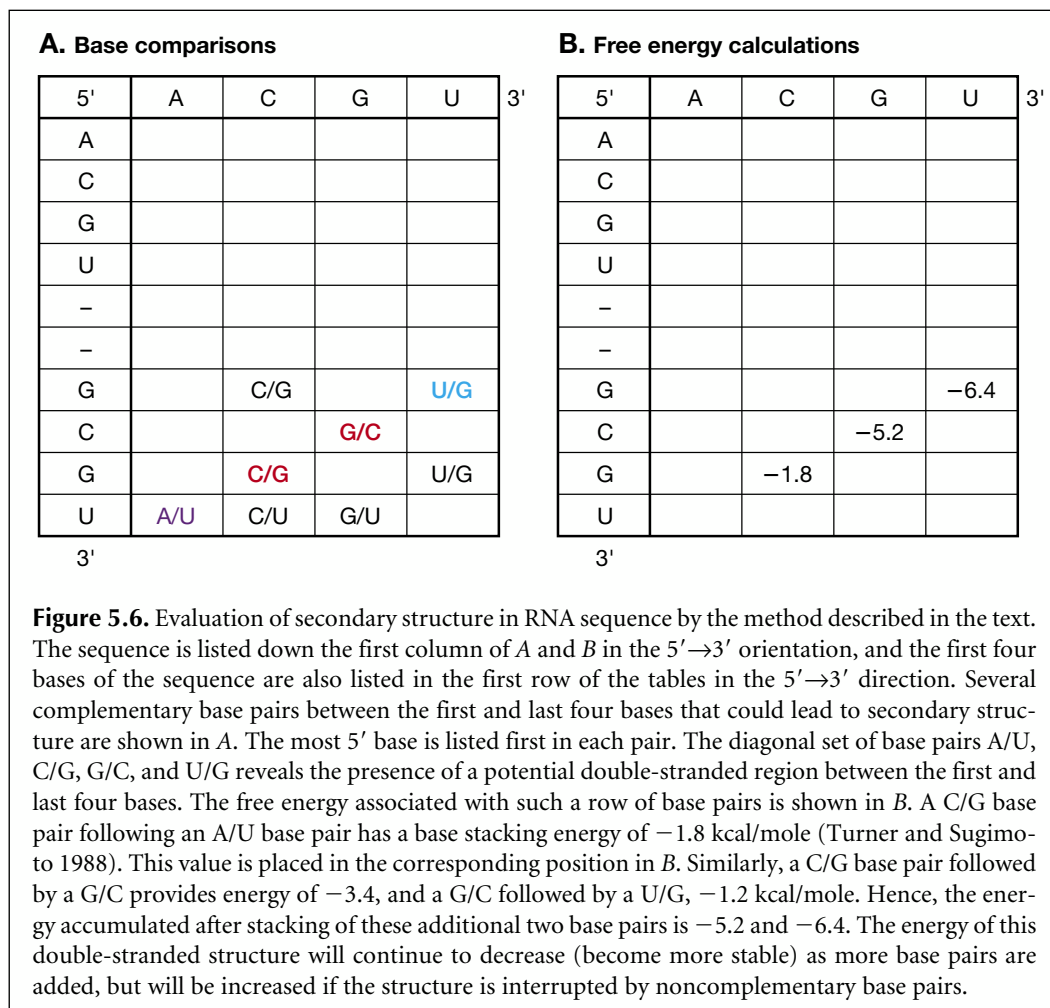 A. Base comparisons
5' A C G U 3'
A
C
G
U
–
–
G C/G U/G
C G/C
G C/G U/G
U A/U C/U G/U
3'
B. Free energy calculations
5' A C G U 3'
A
C
G
U
–
–
G −6.4
C −5.2
G −1.8
U
3'
Figure 5.6. Evaluation of secondary structure in RNA sequence by the method described in the text.
The sequence is listed down the first column of A and B in the 5′→3′ orientation, and the first four
bases of the sequence are also listed in the first row of the tables in the 5′→3′ direction. Several
complementary base pairs between the first and last four bases that could lead to secondary struc-
ture are shown in A. The most 5′ base is listed first in each pair. The diagonal set of base pairs A/U,
C/G, G/C, and U/G reveals the presence of a potential double-stranded region between the first and
last four bases. The free energy associated with such a row of base pairs is shown in B. A C/G base
pair following an A/U base pair has a base stacking energy of −1.8 kcal/mole (Turner and Sugimo-
to 1988). This value is placed in the corresponding position in B. Similarly, a C/G base pair followed
by a G/C provides energy of −3.4, and a G/C followed by a U/G, −1.2 kcal/mole. Hence, the ener-
gy accumulated after stacking of these additional two base pairs is −5.2 and −6.4. The energy of this
double-stranded structure will continue to decrease (become more stable) as more base pairs are
added, but will be increased if the structure is interrupted by noncomplementary base pairs.